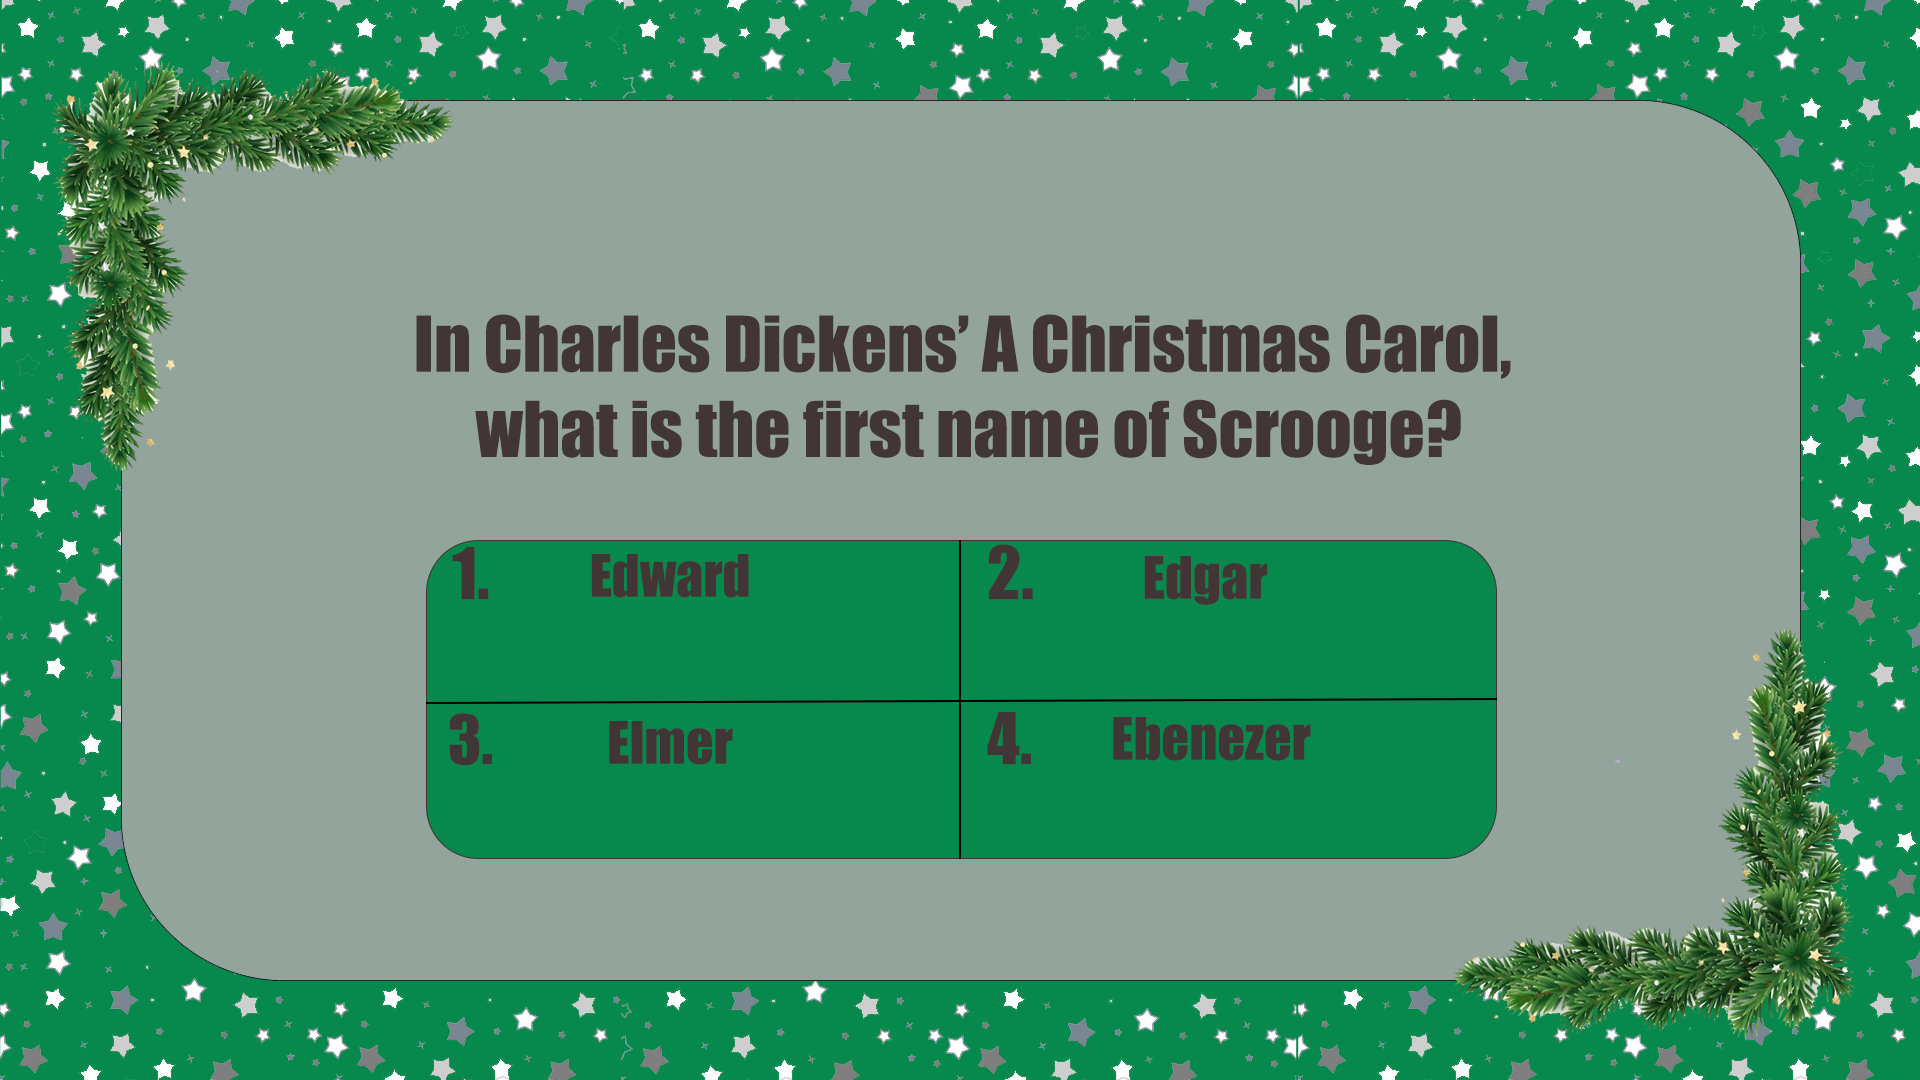 In Charles Dickens’ A Christmas Carol,
what is the first name of Scrooge?
1. Edward
2. Edgar
3. Elmer
4. Ebenezer